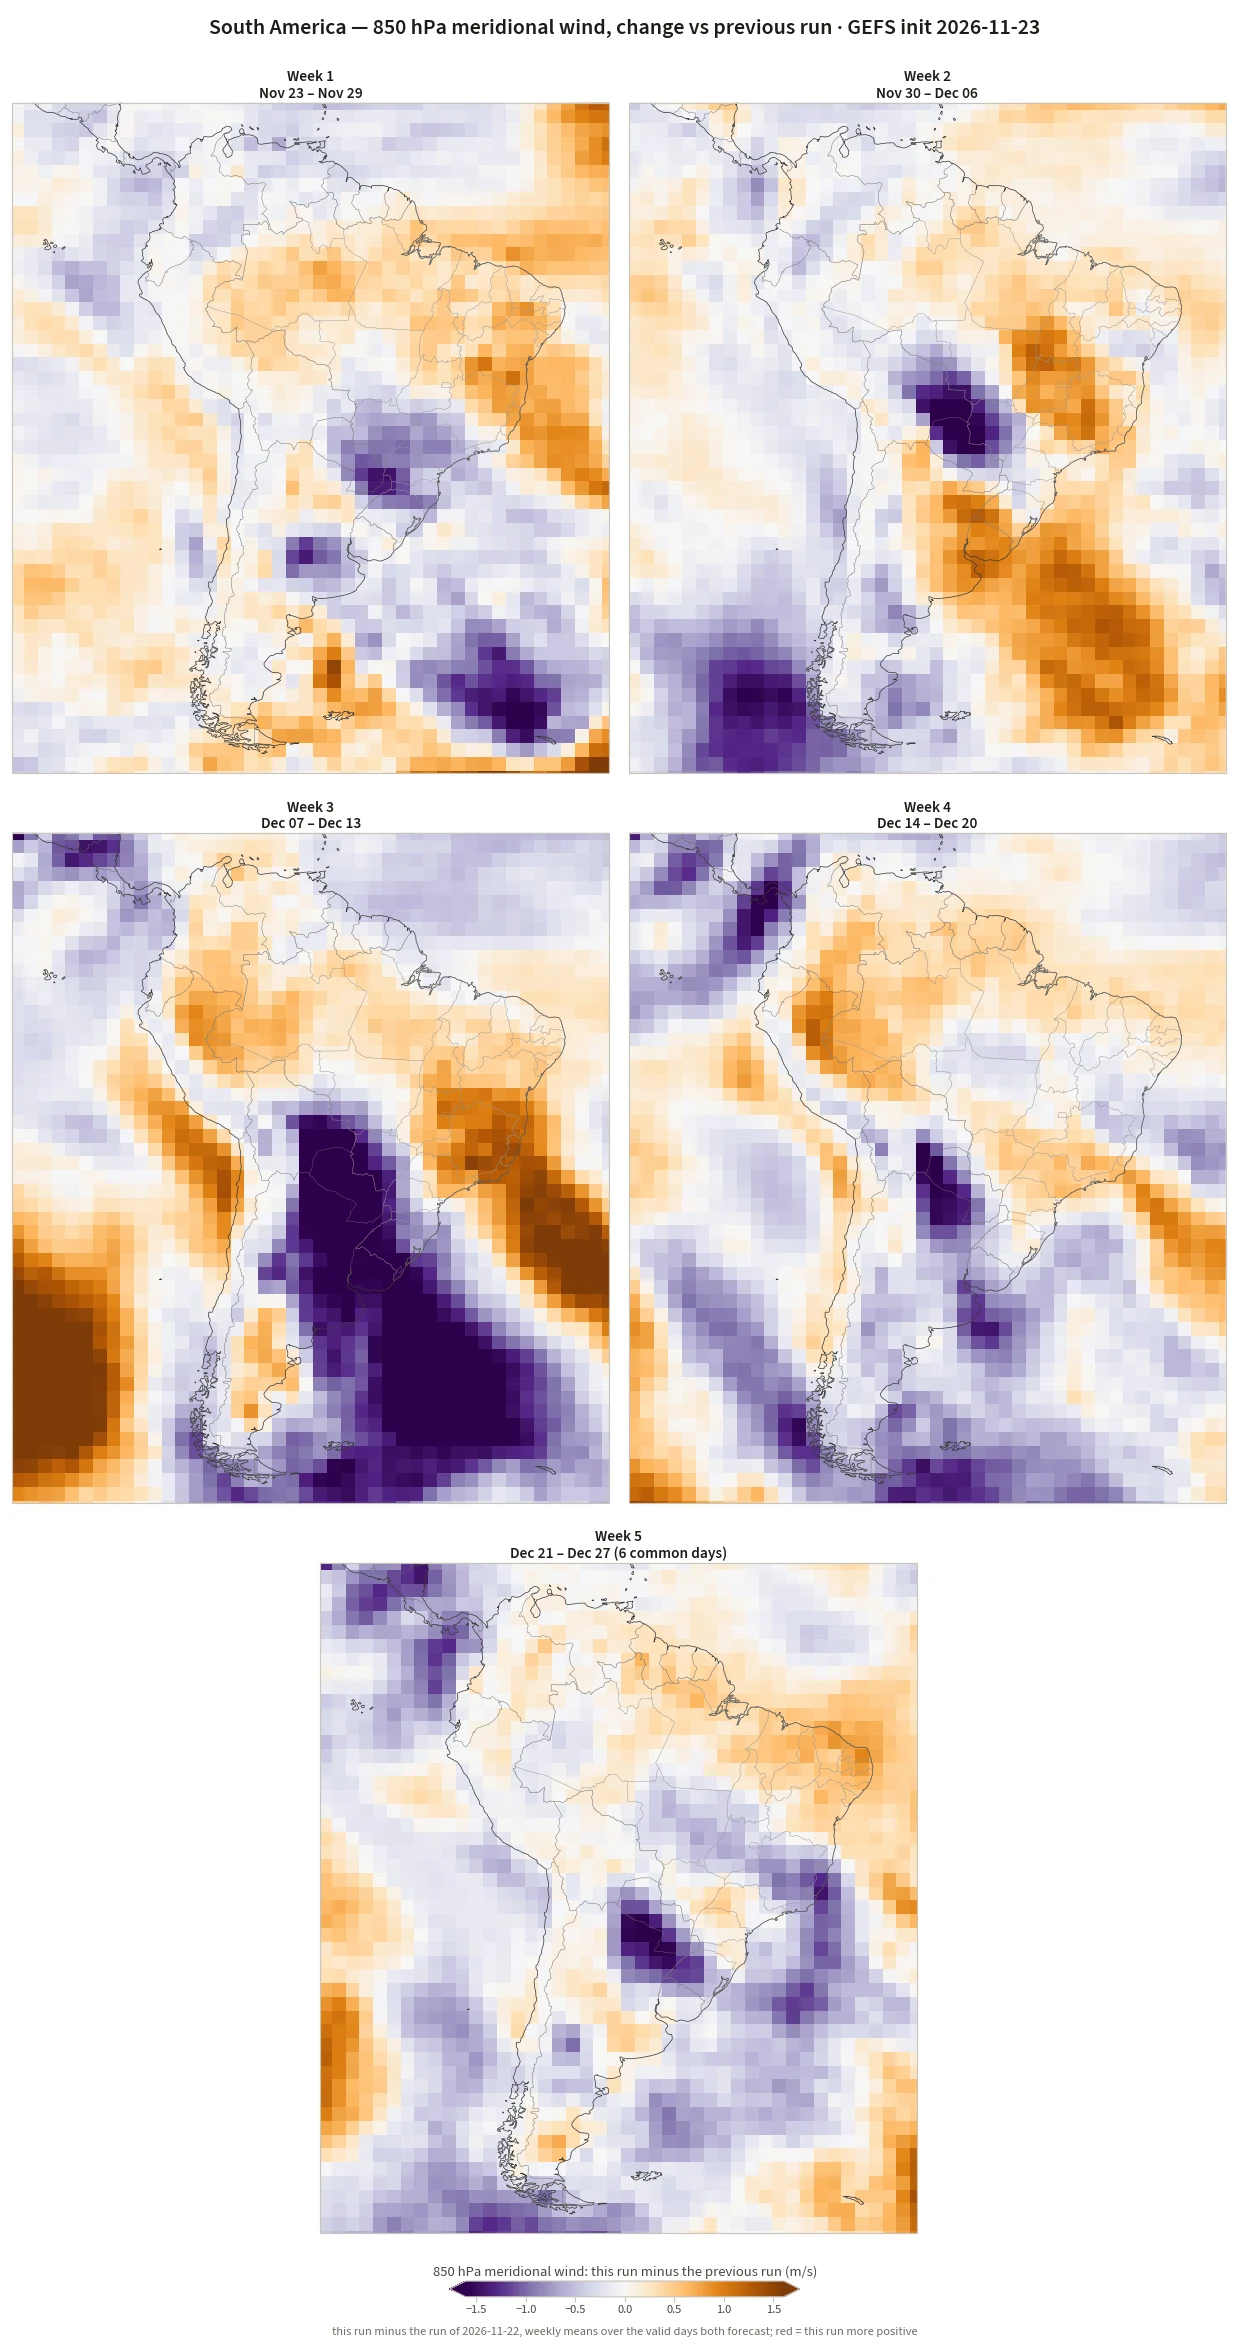 South America — 850 hPa meridional wind, change vs previous run · GEFS init 2026-11-23
Week 1
Nov 23 – Nov 29
Week 2
Nov 30 – Dec 06
Week 3
Dec 07 – Dec 13
Week 4
Dec 14 – Dec 20
Week 5
Dec 21 – Dec 27 (6 common days)
850 hPa meridional wind: this run minus the previous run (m/s)
−1.5 −1.0 −0.5 0.0 0.5 1.0 1.5
this run minus the run of 2026-11-22, weekly means over the valid days both forecast; red = this run more positive